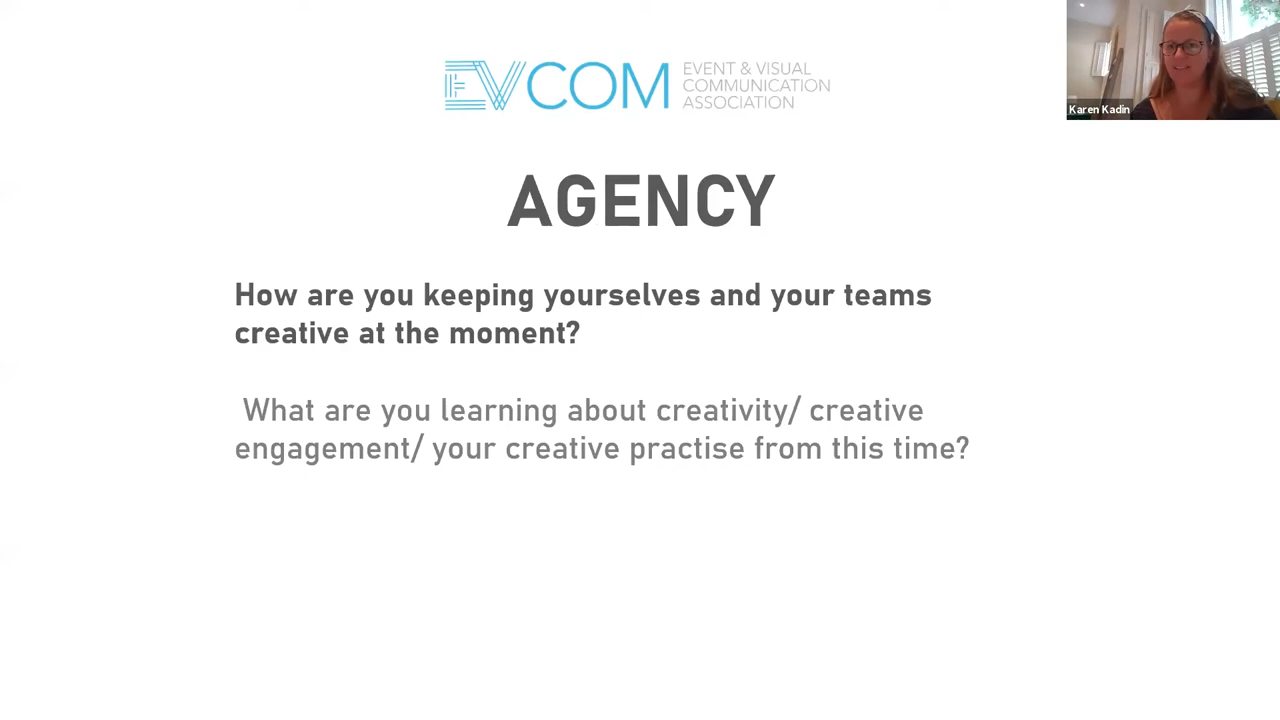 EVCOM
EVENT & VISUAL
COMMUNICATION
ASSOCIATION
Karen Kadin
AGENCY
How are you keeping yourselves and your teams
creative at the moment?
What are you learning about creativity/ creative
engagement/ your creative practise from this time?